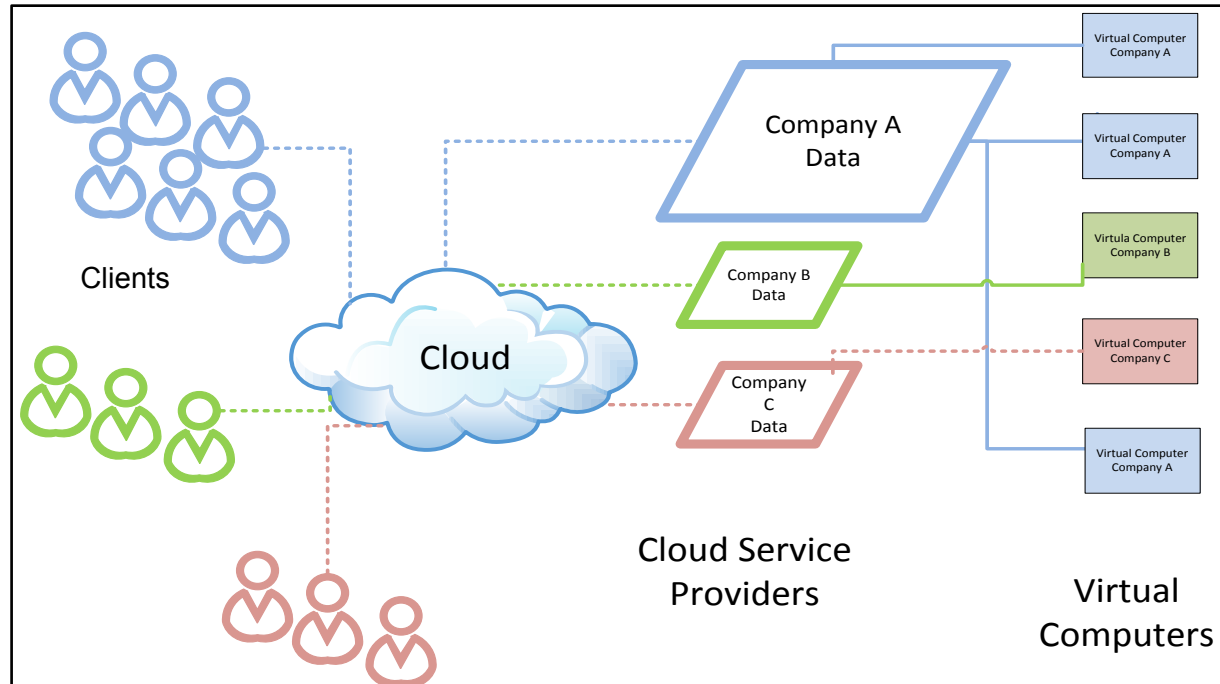 Virtual Computer
Company A
Company A
Data
Virtual Computer
Company A
Clients
Virtula Computer
Company B
Company B
Data
Cloud
Virtual Computer
Company C
Company
C
Data
Virtual Computer
Company A
Cloud Service
Providers
Virtual
Computers